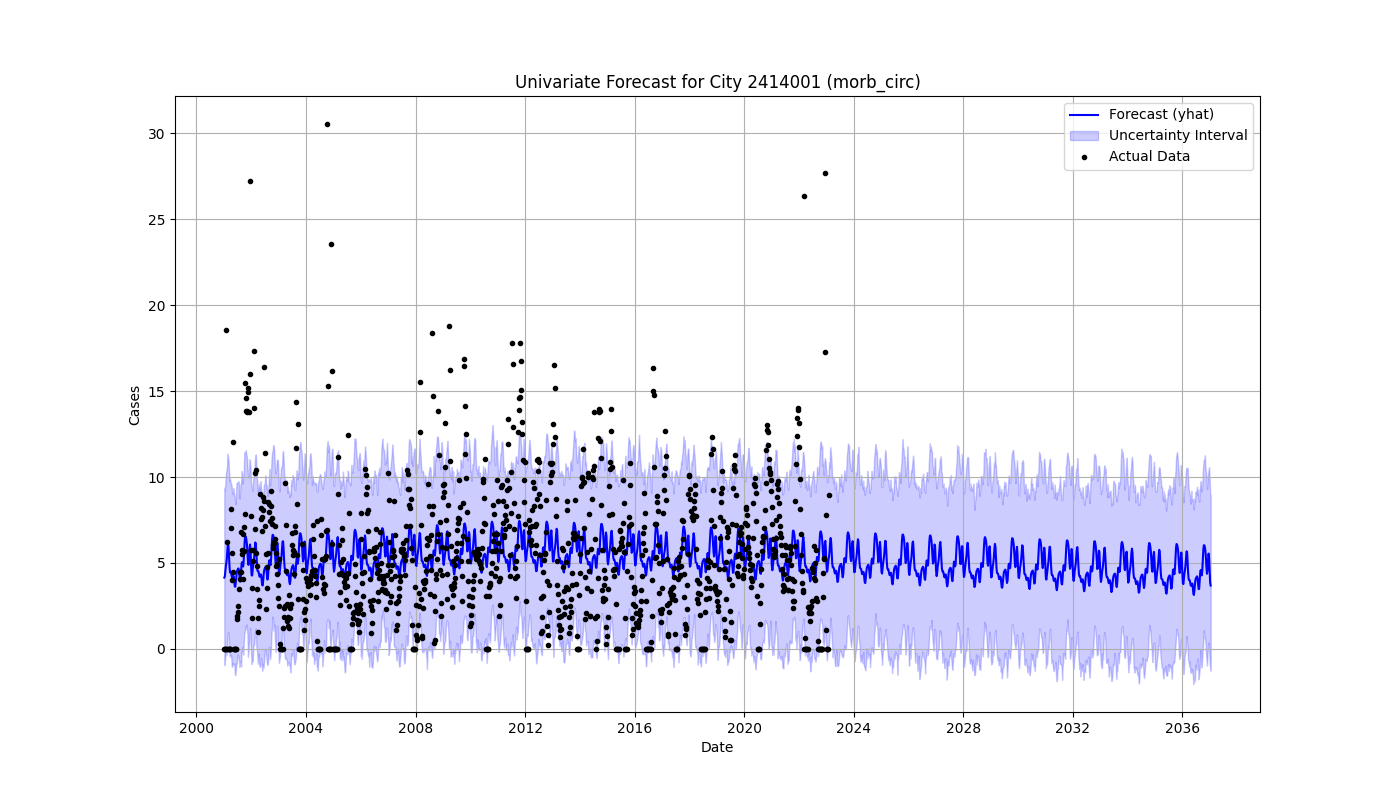 Univariate Forecast for City 2414001 (morb_circ)
Forecast (yhat)
Uncertainty Interval
Actual Data
Cases
30
25
20
15
10
5
0
2000 2004 2008 2012 2016 2020 2024 2028 2032 2036
Date